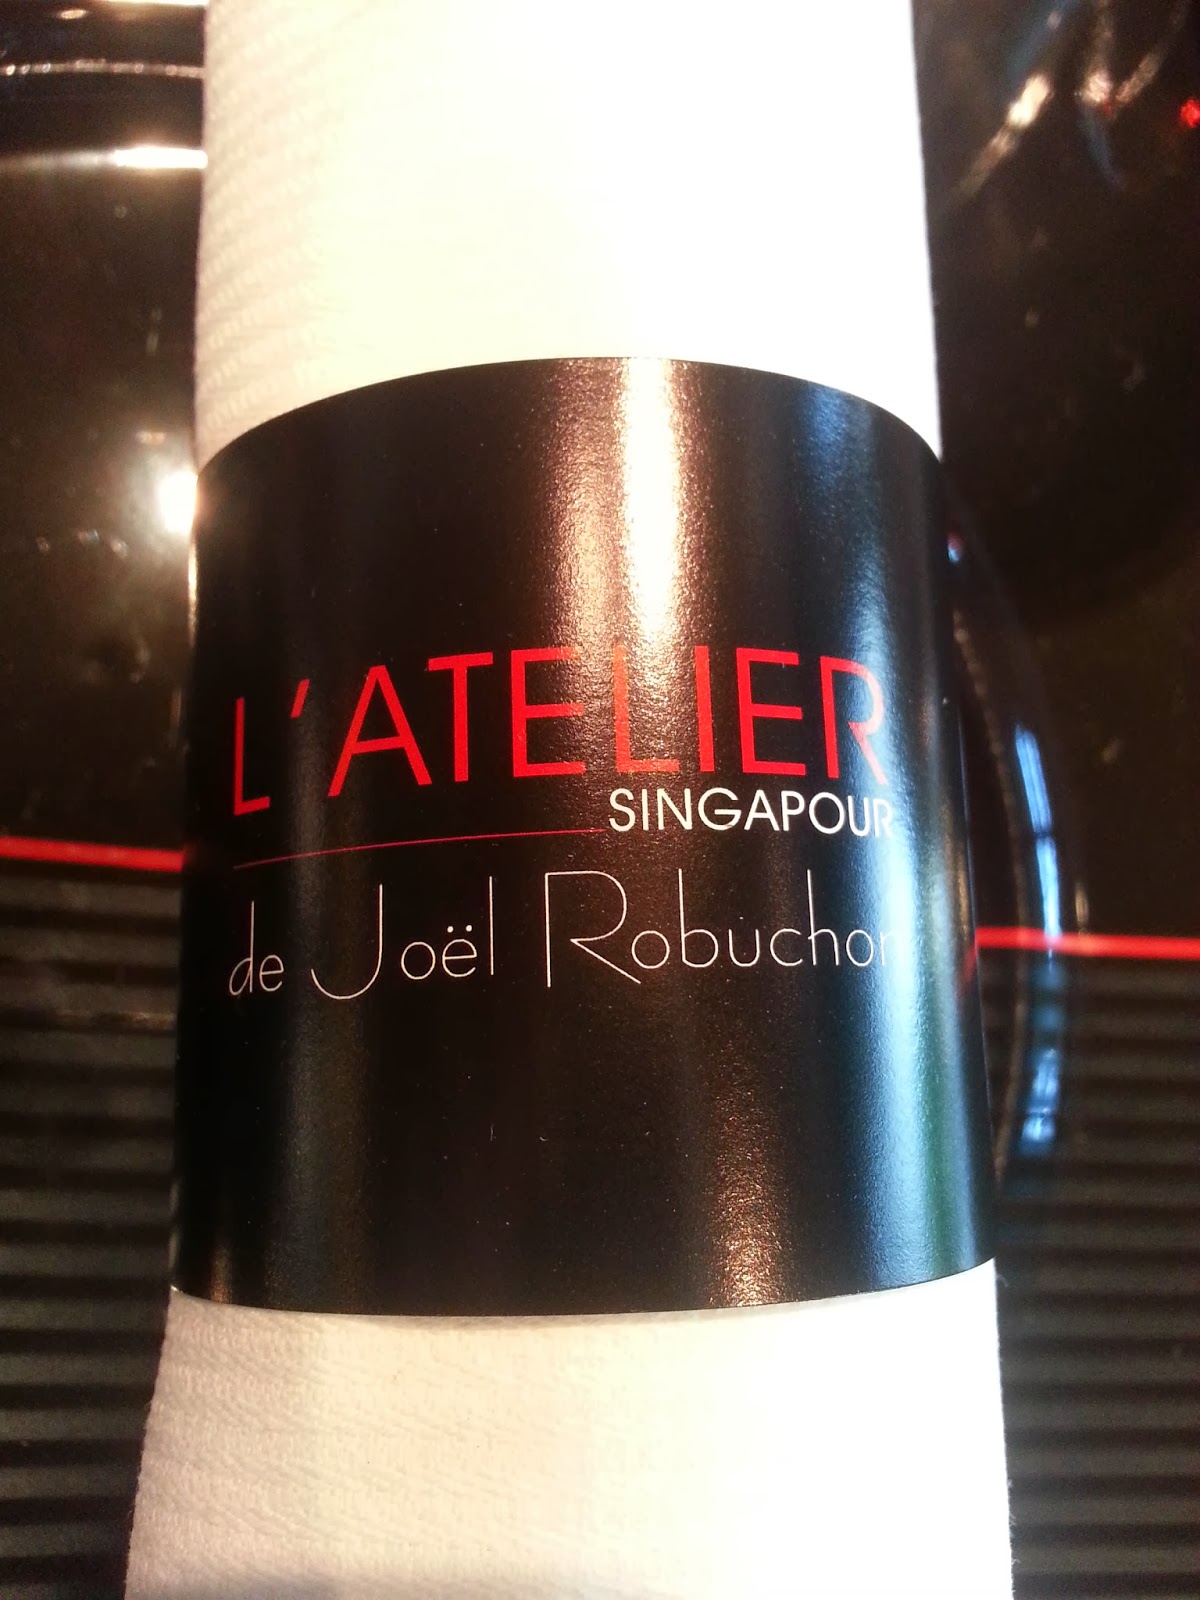 L'ATELIER
SINGAPOUR
de Joël Robuchon